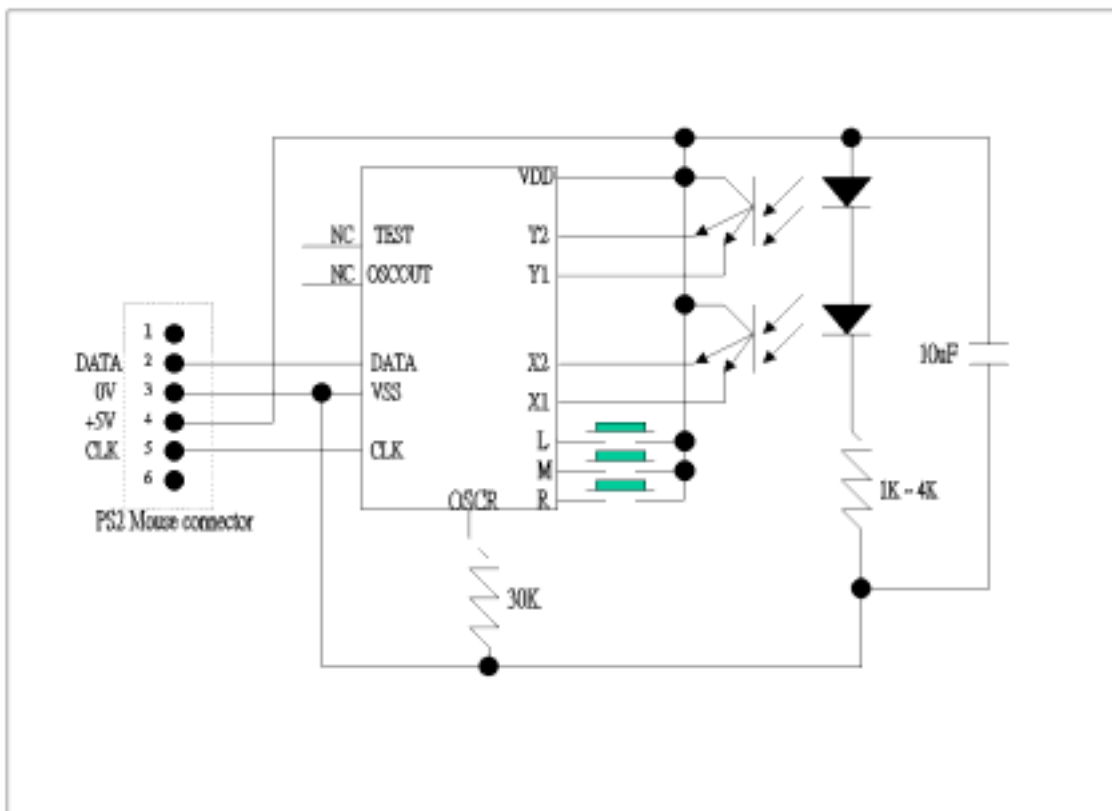 VDD
NC TEST
Y2
NC OSCOUT
Y1
1
DATA 2 DATA
X2
10uF
0V 3 VSS
X1
+5V 4
CLK 5 CLK
L
6
M
1K - 4K
R
OSCR
PS2 Mouse connector
30K